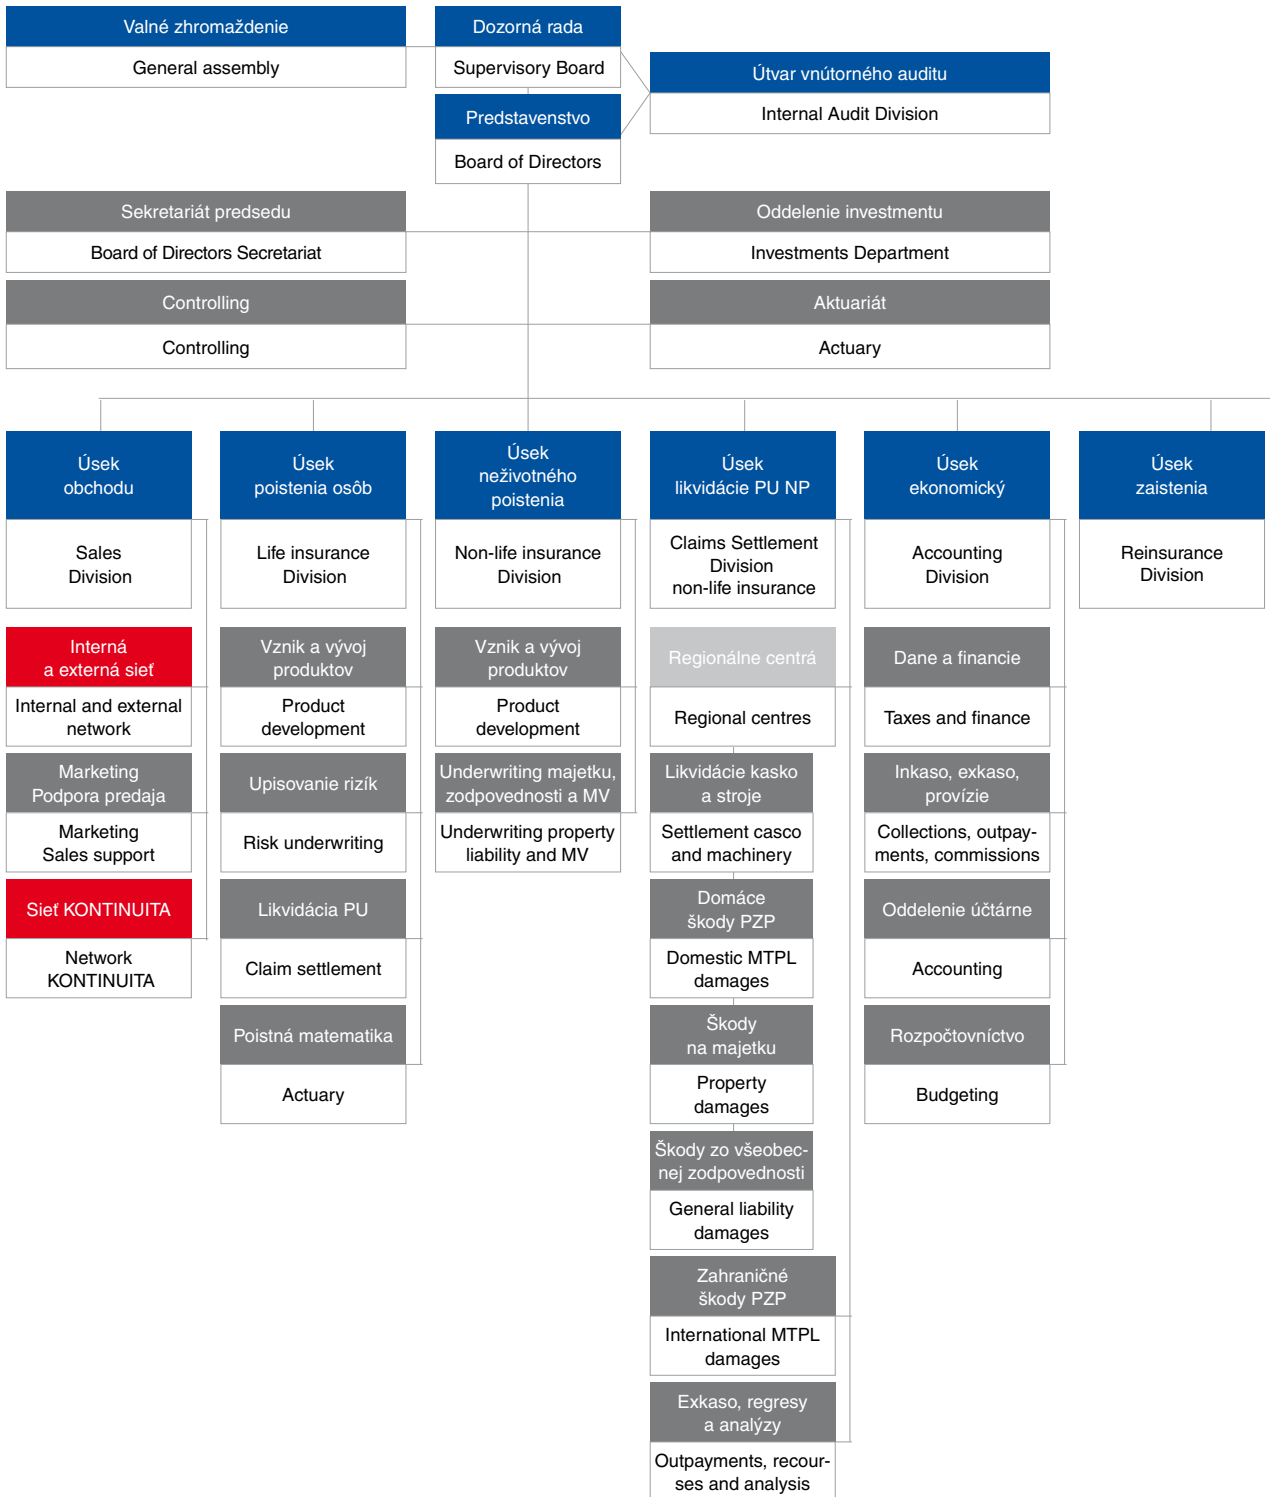 Valné zhromaždenie
General assembly
Dozorná rada
Supervisory Board
Predstavenstvo
Board of Directors
Útvar vnútorného auditu
Internal Audit Division
Sekretariát predsedu
Board of Directors Secretariat
Oddelenie investmentu
Investments Department
Controlling
Controlling
Aktuariát
Actuary
Úsek
obchodu
Sales
Division
Interná
a externá sieť
Internal and external
network
Marketing
Podpora predaja
Marketing
Sales support
Sieť KONTINUITA
Network
KONTINUITA
Úsek
poistenia osôb
Life insurance
Division
Vznik a vývoj
produktov
Product
development
Upisovanie rizík
Risk underwriting
Likvidácia PU
Claim settlement
Poistná matematika
Actuary
Úsek
neživotného
poistenia
Non-life insurance
Division
Vznik a vývoj
produktov
Product
development
Underwriting majetku,
zodpovednosti a MV
Underwriting property
liability and MV
Úsek
likvidácie PU NP
Claims Settlement
Division
non-life insurance
Regionálne centrá
Regional centres
Likvidácie kasko
a stroje
Settlement casco
and machinery
Domáce
škody PZP
Domestic MTPL
damages
Škody
na majetku
Property
damages
Škody zo všeobec-
nej zodpovednosti
General liability
damages
Zahraničné
škody PZP
International MTPL
damages
Exkaso, regresy
a analýzy
Outpayments, recour-
ses and analysis
Úsek
ekonomický
Accounting
Division
Dane a financie
Taxes and finance
Inkaso, exkaso,
provízie
Collections, outpay-
ments, commissions
Oddelenie účtárne
Accounting
Rozpočtovníctvo
Budgeting
Úsek
zaistenia
Reinsurance
Division